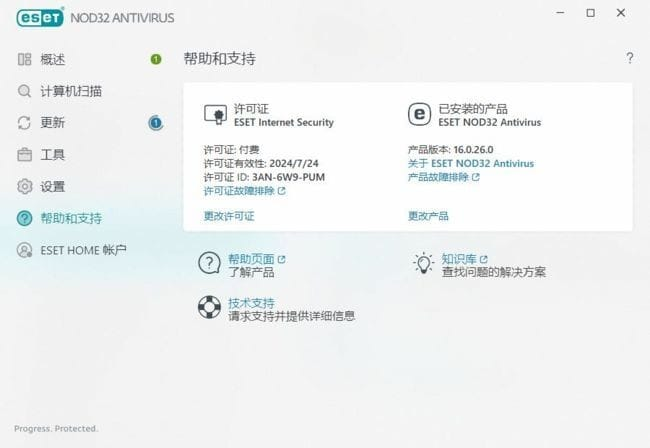 eset NOD32 ANTIVIRUS
概述 1
计算机扫描
更新 1
工具
设置
帮助和支持
ESET HOME 帐户
帮助和支持 ?
许可证
ESET Internet Security
许可证: 付费
许可证有效性: 2024/7/24
许可证 ID: 3AN-6W9-PUM
许可证故障排除
更改许可证
e 已安装的产品
ESET NOD32 Antivirus
产品版本: 16.0.26.0
关于 ESET NOD32 Antivirus
产品故障排除
更改产品
帮助页面
了解产品
知识库
查找问题的解决方案
技术支持
请求支持并提供详细信息
Progress. Protected.